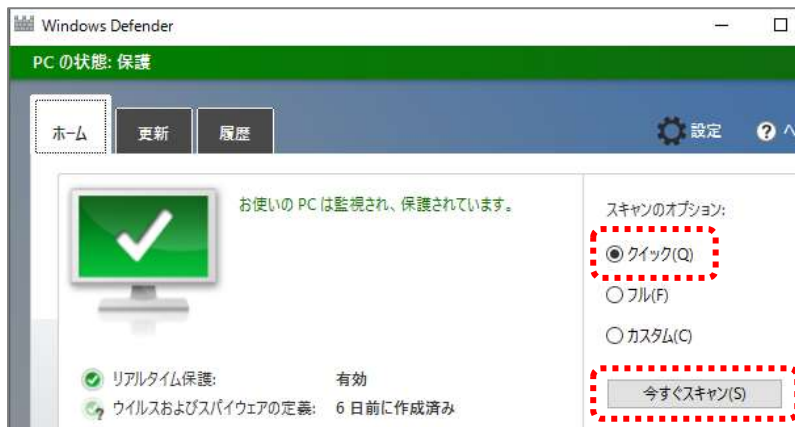 Windows Defender
PC の状態: 保護
ホーム 更新 履歴 設定 ヘ
お使いの PC は監視され、保護されています。
スキャンのオプション:
クイック(Q)
フル(F)
カスタム(C)
今すぐスキャン(S)
リアルタイム保護: 有効
ウイルスおよびスパイウェアの定義: 6 日前に作成済み